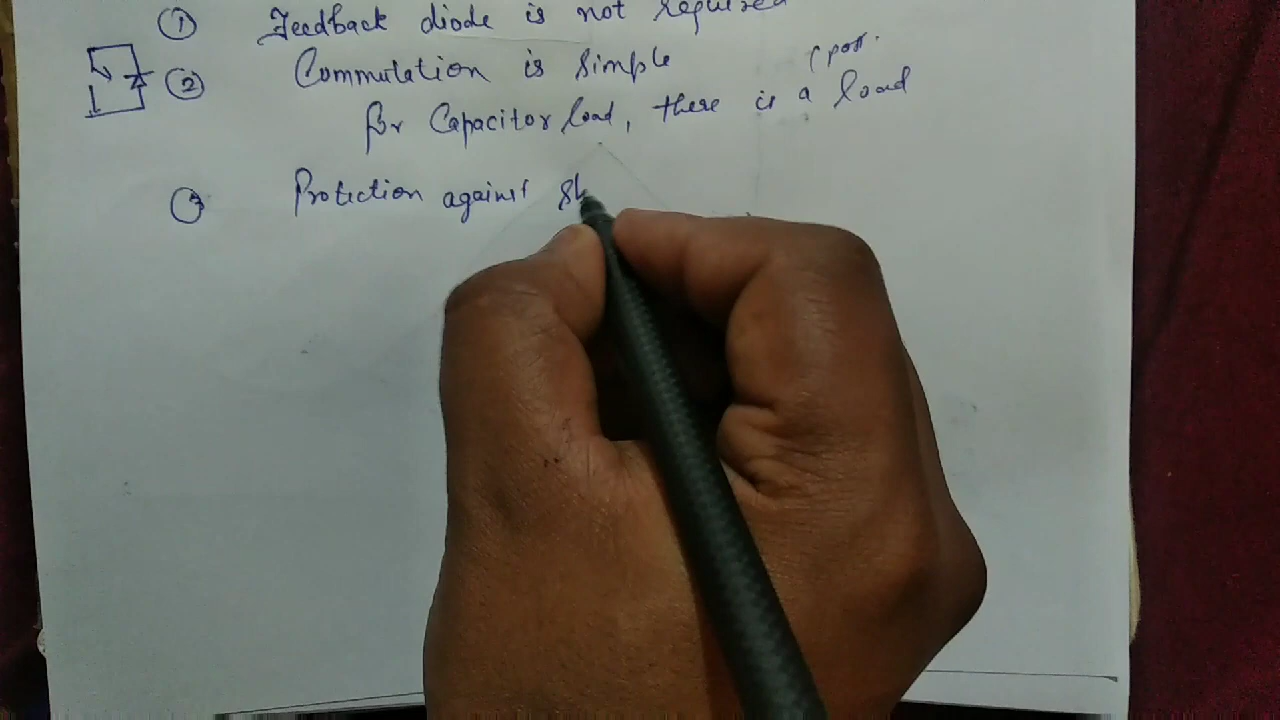 ① Feedback diode is not required
② Commutation is simple
(poss.
for Capacitor load, there is a load
③ Protection against sh